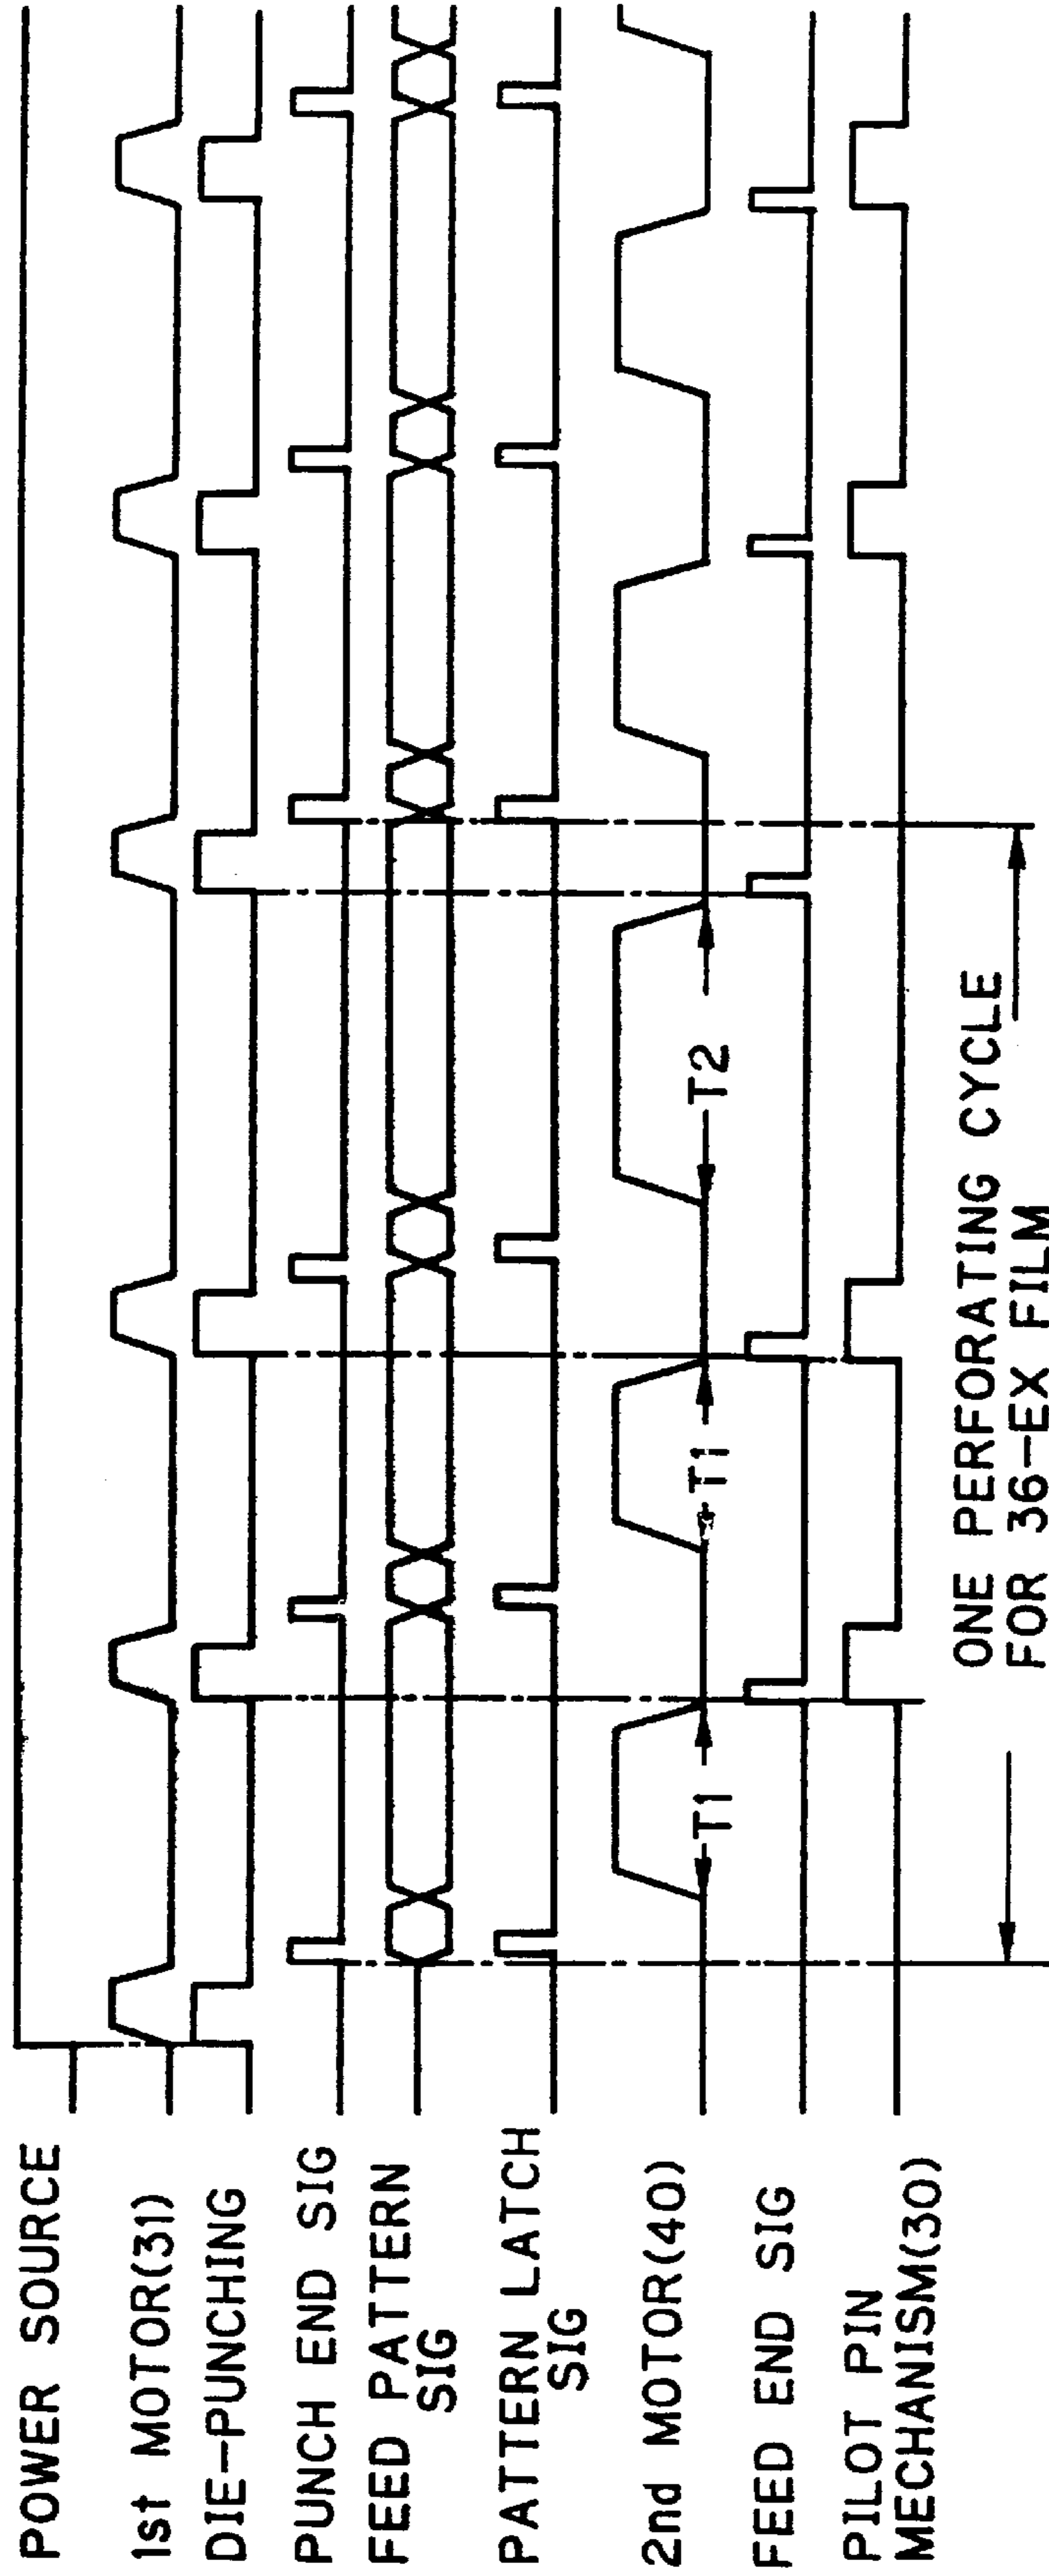 POWER SOURCE
1st MOTOR(31)
DIE-PUNCHING
PUNCH END SIG
FEED PATTERN
SIG
PATTERN LATCH
SIG
2nd MOTOR(40)
FEED END SIG
PILOT PIN
MECHANISM(30)
T1
T1
T2
ONE PERFORATING CYCLE
FOR 36-EX FILM